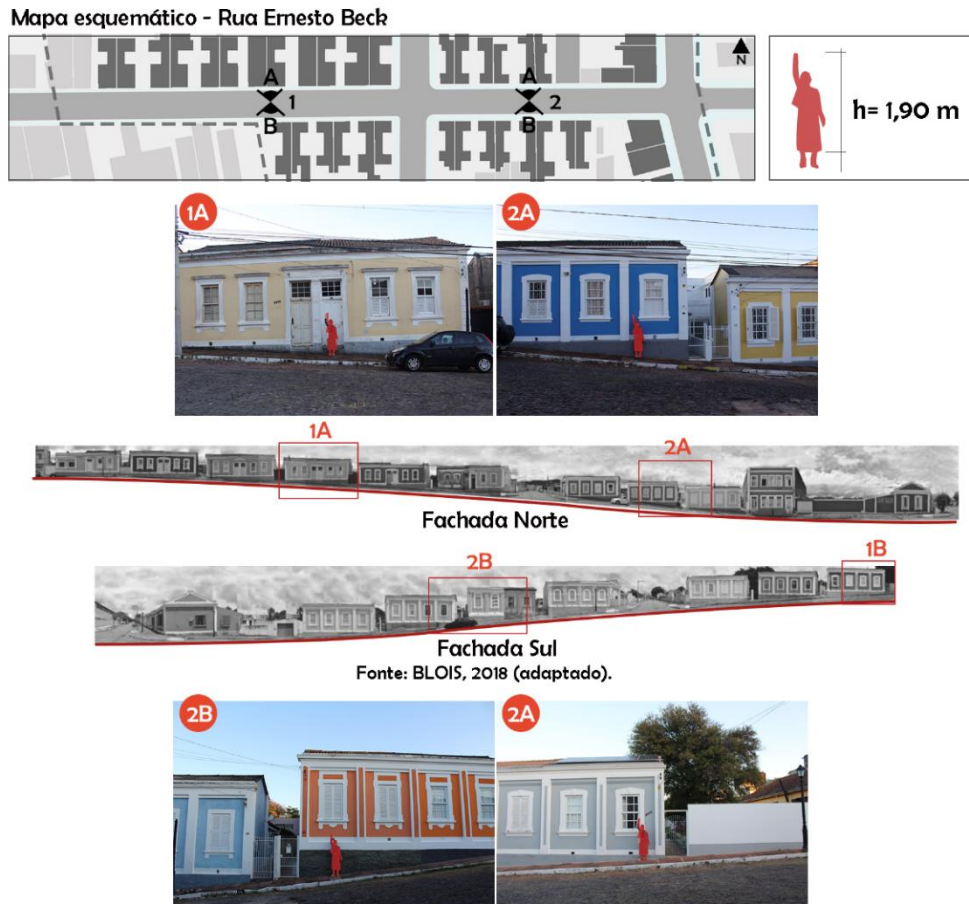 Mapa esquemático - Rua Ernesto Beck
A
A
N
1
2
B
B
h= 1,90 m
1A
2A
1A
2A
Fachada Norte
2B
1B
Fachada Sul
Fonte: BLOIS, 2018 (adaptado).
2B
2A